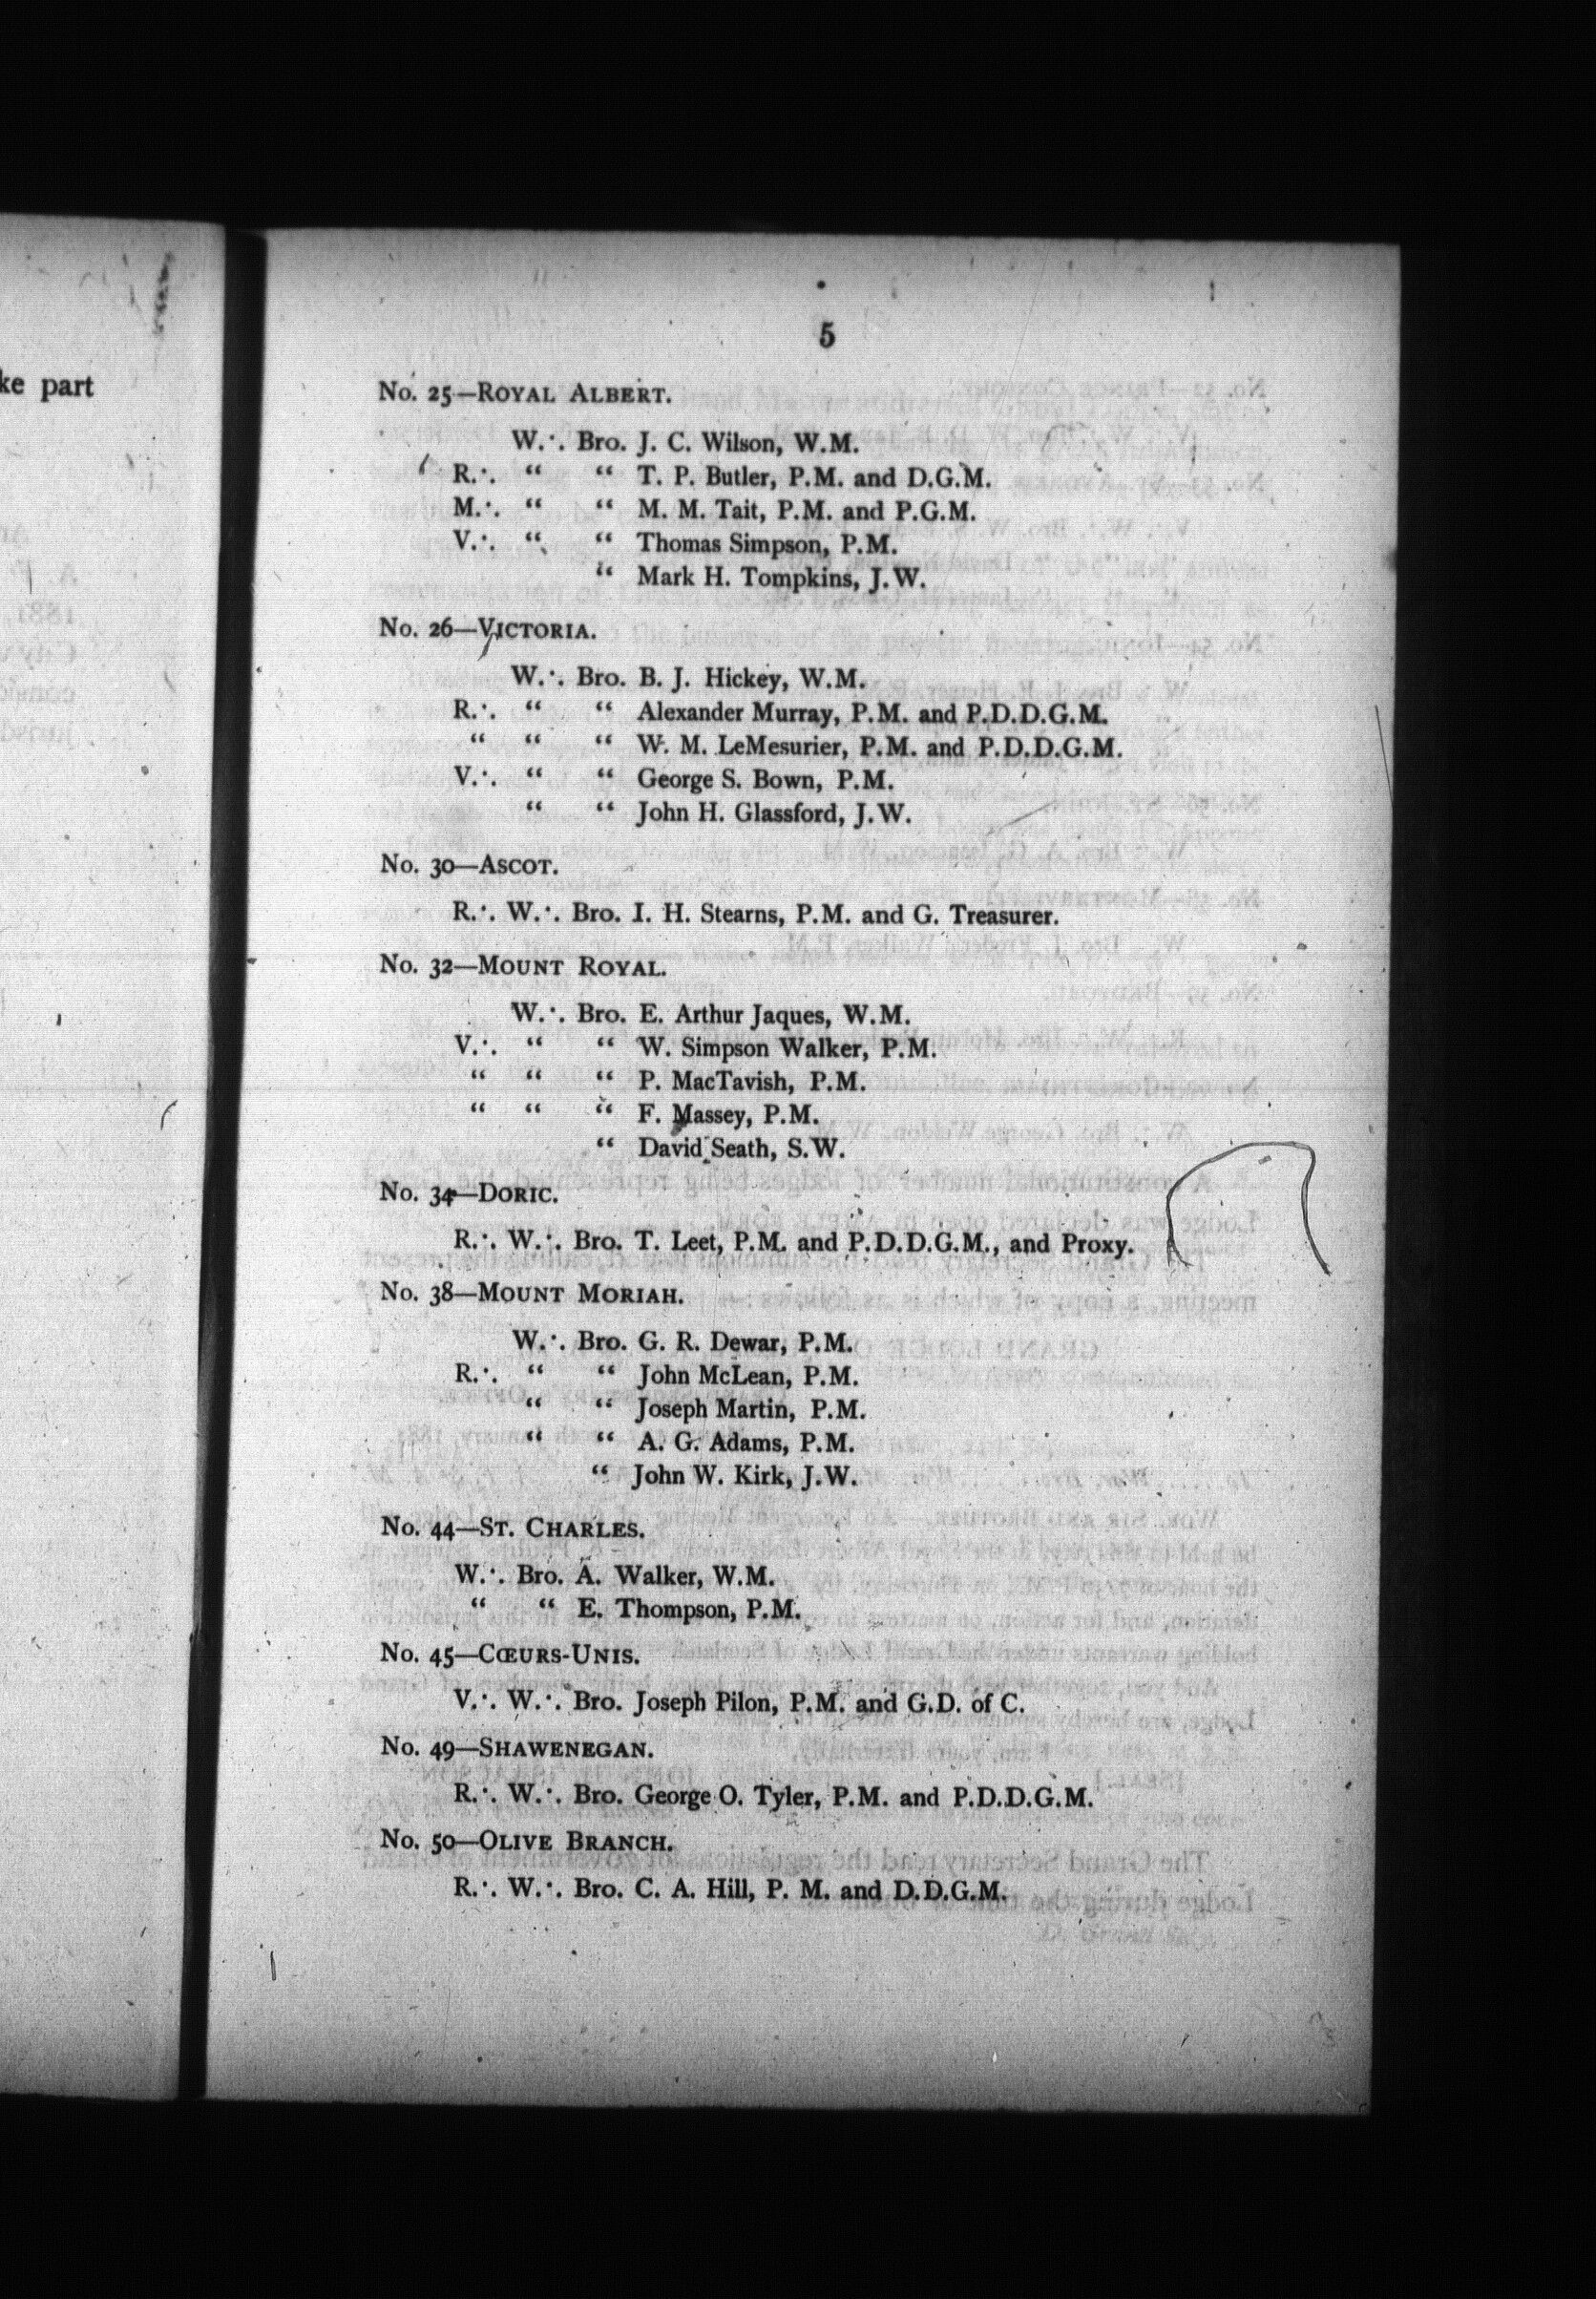 ke part
5
No. 25—ROYAL ALBERT.
W.·. Bro. J. C. Wilson, W.M.
R.·. “ “ T. P. Butler, P.M. and D.G.M.
M.·. “ “ M. M. Tait, P.M. and P.G.M.
V.·. “ “ Thomas Simpson, P.M.
“ Mark H. Tompkins, J.W.
No. 26—VICTORIA.
W.·. Bro. B. J. Hickey, W.M.
R.·. “ “ Alexander Murray, P.M. and P.D.D.G.M.
“ “ “ W. M. LeMesurier, P.M. and P.D.D.G.M.
V.·. “ “ George S. Bown, P.M.
“ “ John H. Glassford, J.W.
No. 30—ASCOT.
R.·. W.·. Bro. I. H. Stearns, P.M. and G. Treasurer.
No. 32—MOUNT ROYAL.
W.·. Bro. E. Arthur Jaques, W.M.
V.·. “ “ W. Simpson Walker, P.M.
“ “ “ P. MacTavish, P.M.
“ “ “ F. Massey, P.M.
“ David Seath, S.W.
No. 34—DORIC.
R.·. W.·. Bro. T. Leet, P.M. and P.D.D.G.M., and Proxy.
No. 38—MOUNT MORIAH.
W.·. Bro. G. R. Dewar, P.M.
R.·. “ “ John McLean, P.M.
“ “ Joseph Martin, P.M.
“ “ A. G. Adams, P.M.
“ John W. Kirk, J.W.
No. 44—ST. CHARLES.
W.·. Bro. A. Walker, W.M.
“ “ E. Thompson, P.M.
No. 45—CŒURS-UNIS.
V.·. W.·. Bro. Joseph Pilon, P.M. and G.D. of C.
No. 49—SHAWENEGAN.
R.·. W.·. Bro. George O. Tyler, P.M. and P.D.D.G.M.
No. 50—OLIVE BRANCH.
R.·. W.·. Bro. C. A. Hill, P. M. and D.D.G.M.